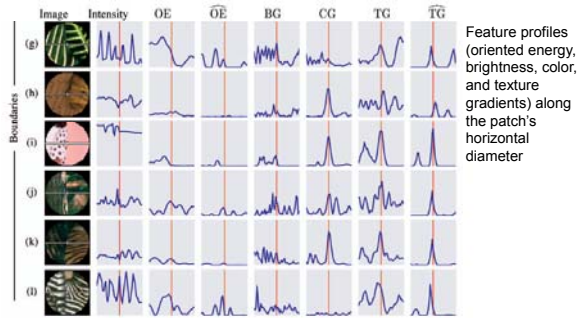 Image Intensity OE OE BG CG TG TG
(g)
(h)
(i)
(j)
(k)
(l)
Boundaries
Feature profiles
(oriented energy,
brightness, color,
and texture
gradients) along
the patch's
horizontal
diameter